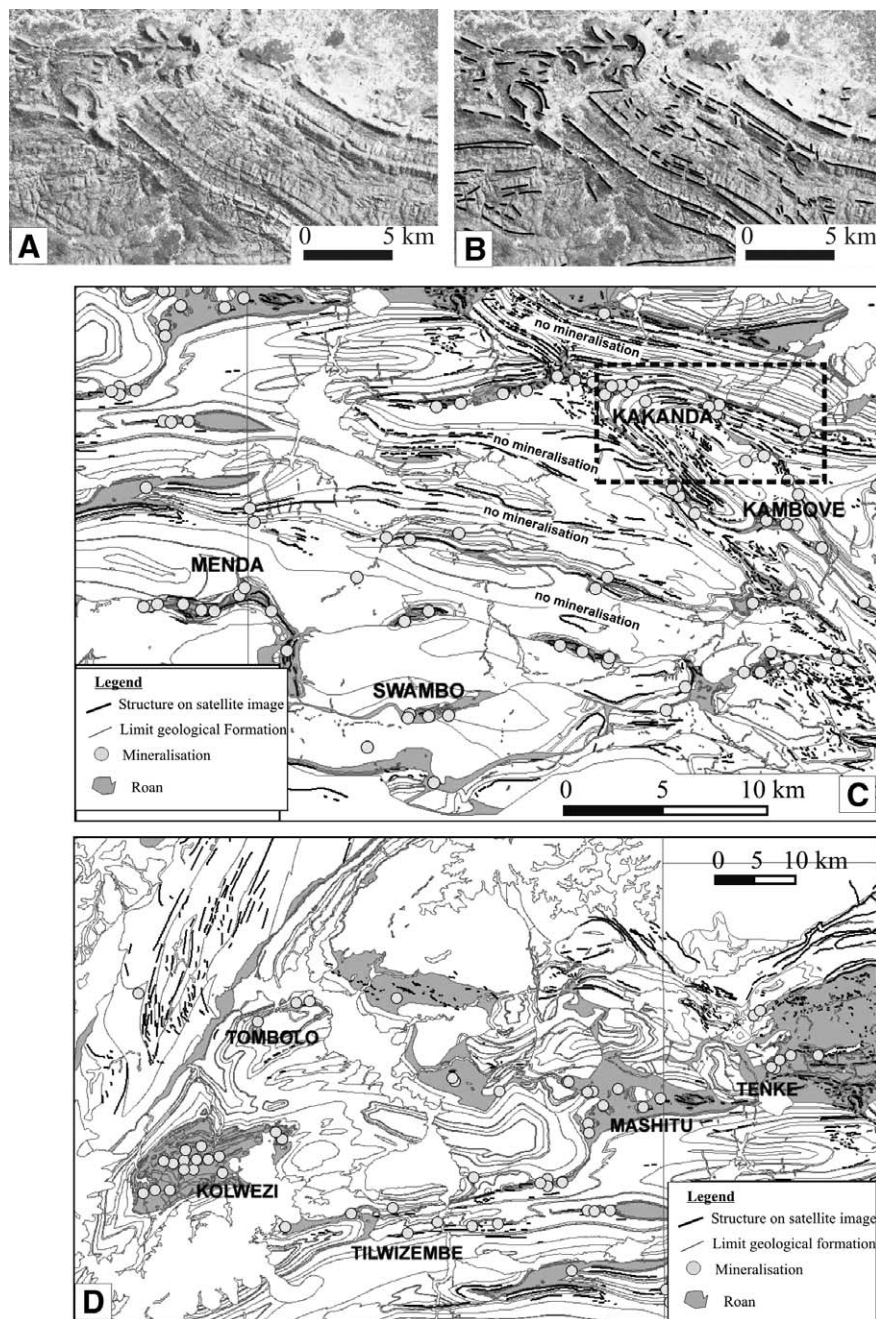 A
0 5 km
B
0 5 km
no mineralisation
KAKANDA
no mineralisation
KAMBOVE
no mineralisation
MENDA
no mineralisation
SWAMBO
Legend
Structure on satellite image
Limit geological Formation
Mineralisation
Roan
0 5 10 km
C
0 5 10 km
TOMBOLO
TENKE
MASHITU
KOLWEZI
TILWIZEMBE
Legend
Structure on satellite image
Limit geological formation
Mineralisation
Roan
D